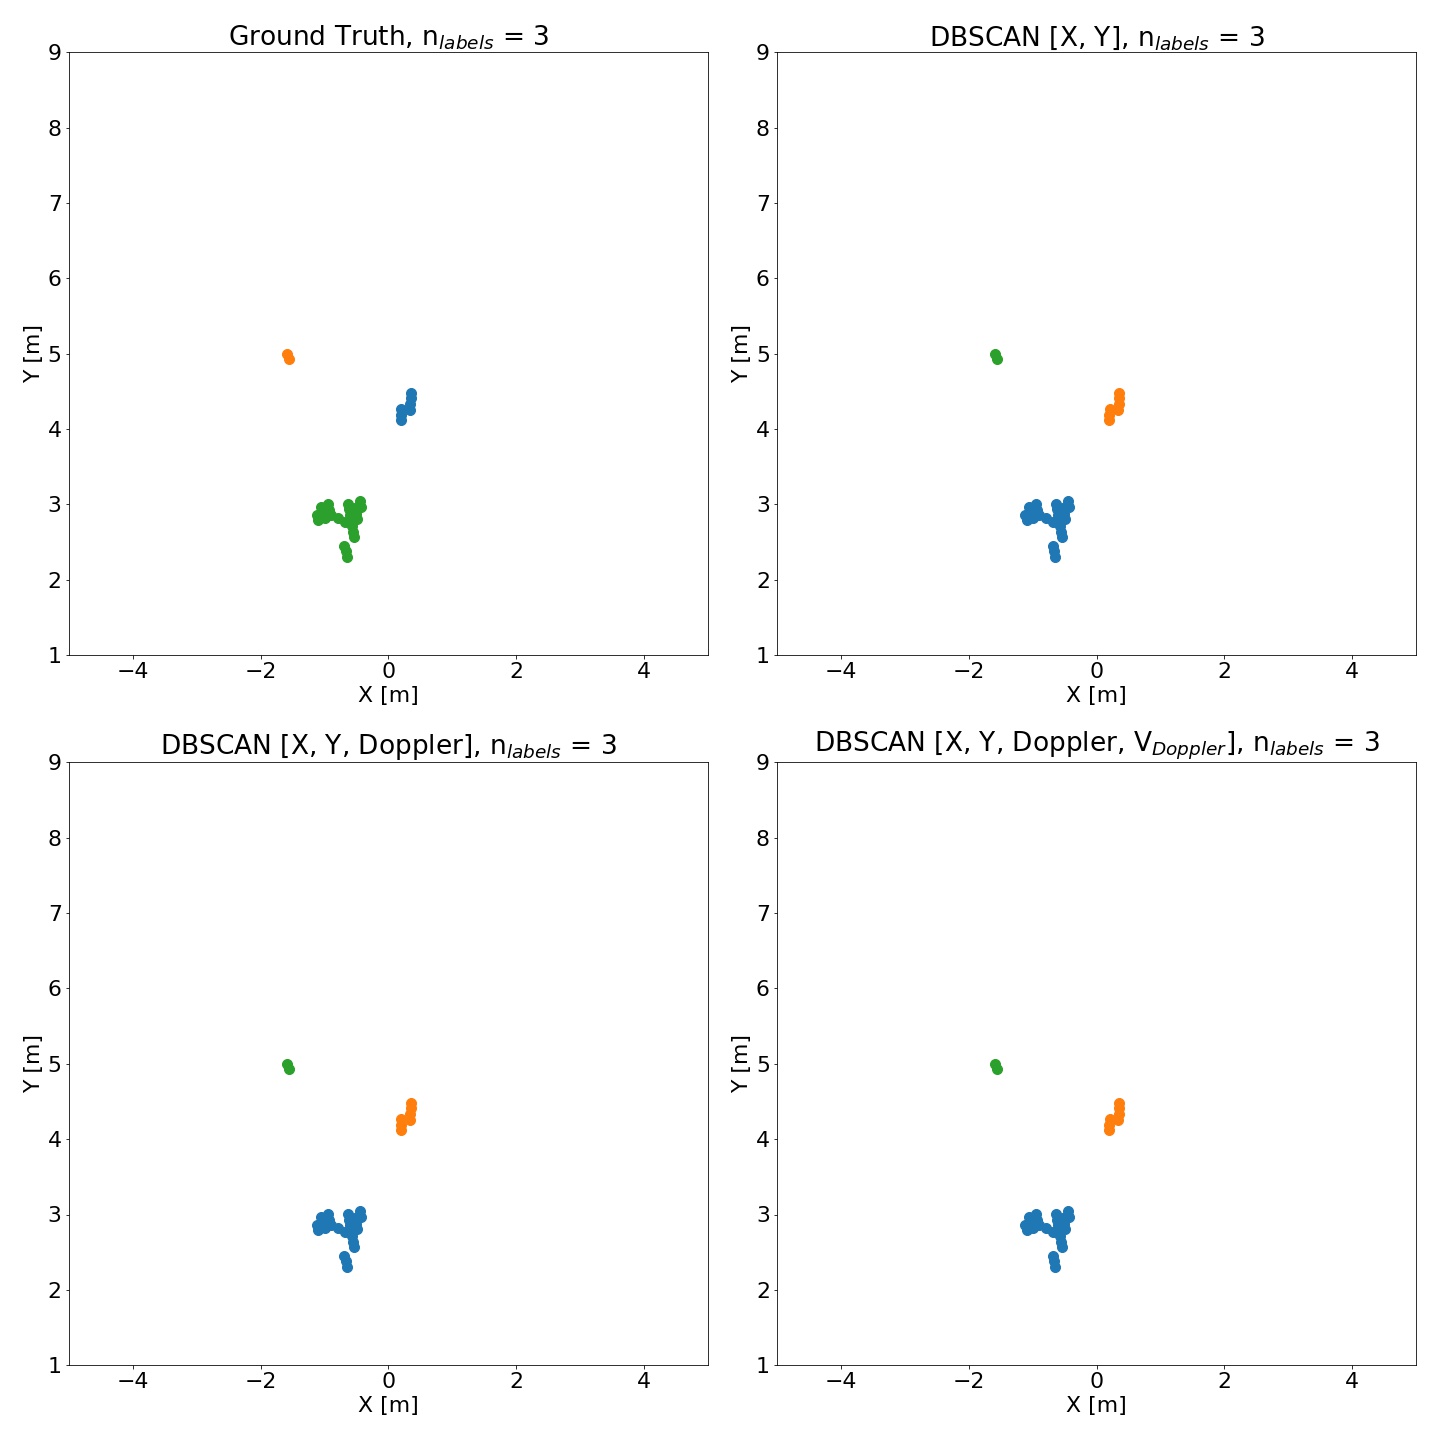 Ground Truth, n_labels = 3
9
8
7
6
5
4
3
2
1
Y [m]
−4 −2 0 2 4
X [m]
DBSCAN [X, Y], n_labels = 3
9
8
7
6
5
4
3
2
1
Y [m]
−4 −2 0 2 4
X [m]
DBSCAN [X, Y, Doppler], n_labels = 3
9
8
7
6
5
4
3
2
1
Y [m]
−4 −2 0 2 4
X [m]
DBSCAN [X, Y, Doppler, V_Doppler], n_labels = 3
9
8
7
6
5
4
3
2
1
Y [m]
−4 −2 0 2 4
X [m]